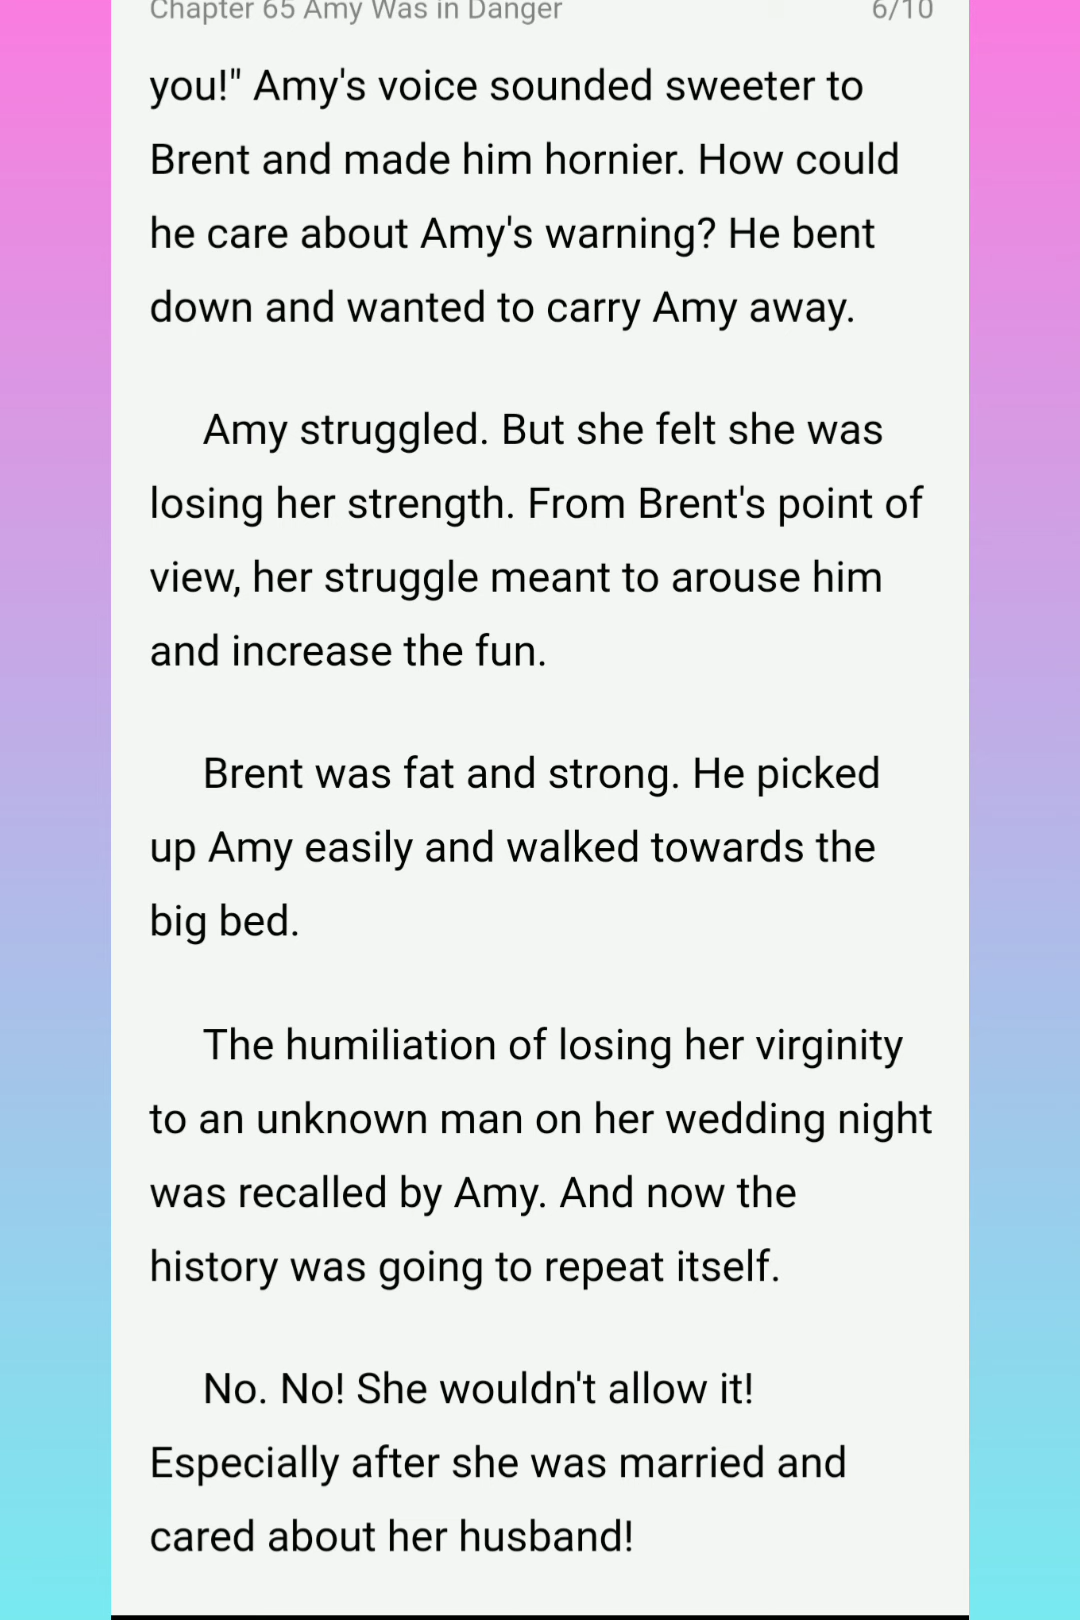 Chapter 65 Amy Was in Danger 6/10
you!" Amy's voice sounded sweeter to
Brent and made him hornier. How could
he care about Amy's warning? He bent
down and wanted to carry Amy away.
Amy struggled. But she felt she was
losing her strength. From Brent's point of
view, her struggle meant to arouse him
and increase the fun.
Brent was fat and strong. He picked
up Amy easily and walked towards the
big bed.
The humiliation of losing her virginity
to an unknown man on her wedding night
was recalled by Amy. And now the
history was going to repeat itself.
No. No! She wouldn't allow it!
Especially after she was married and
cared about her husband!